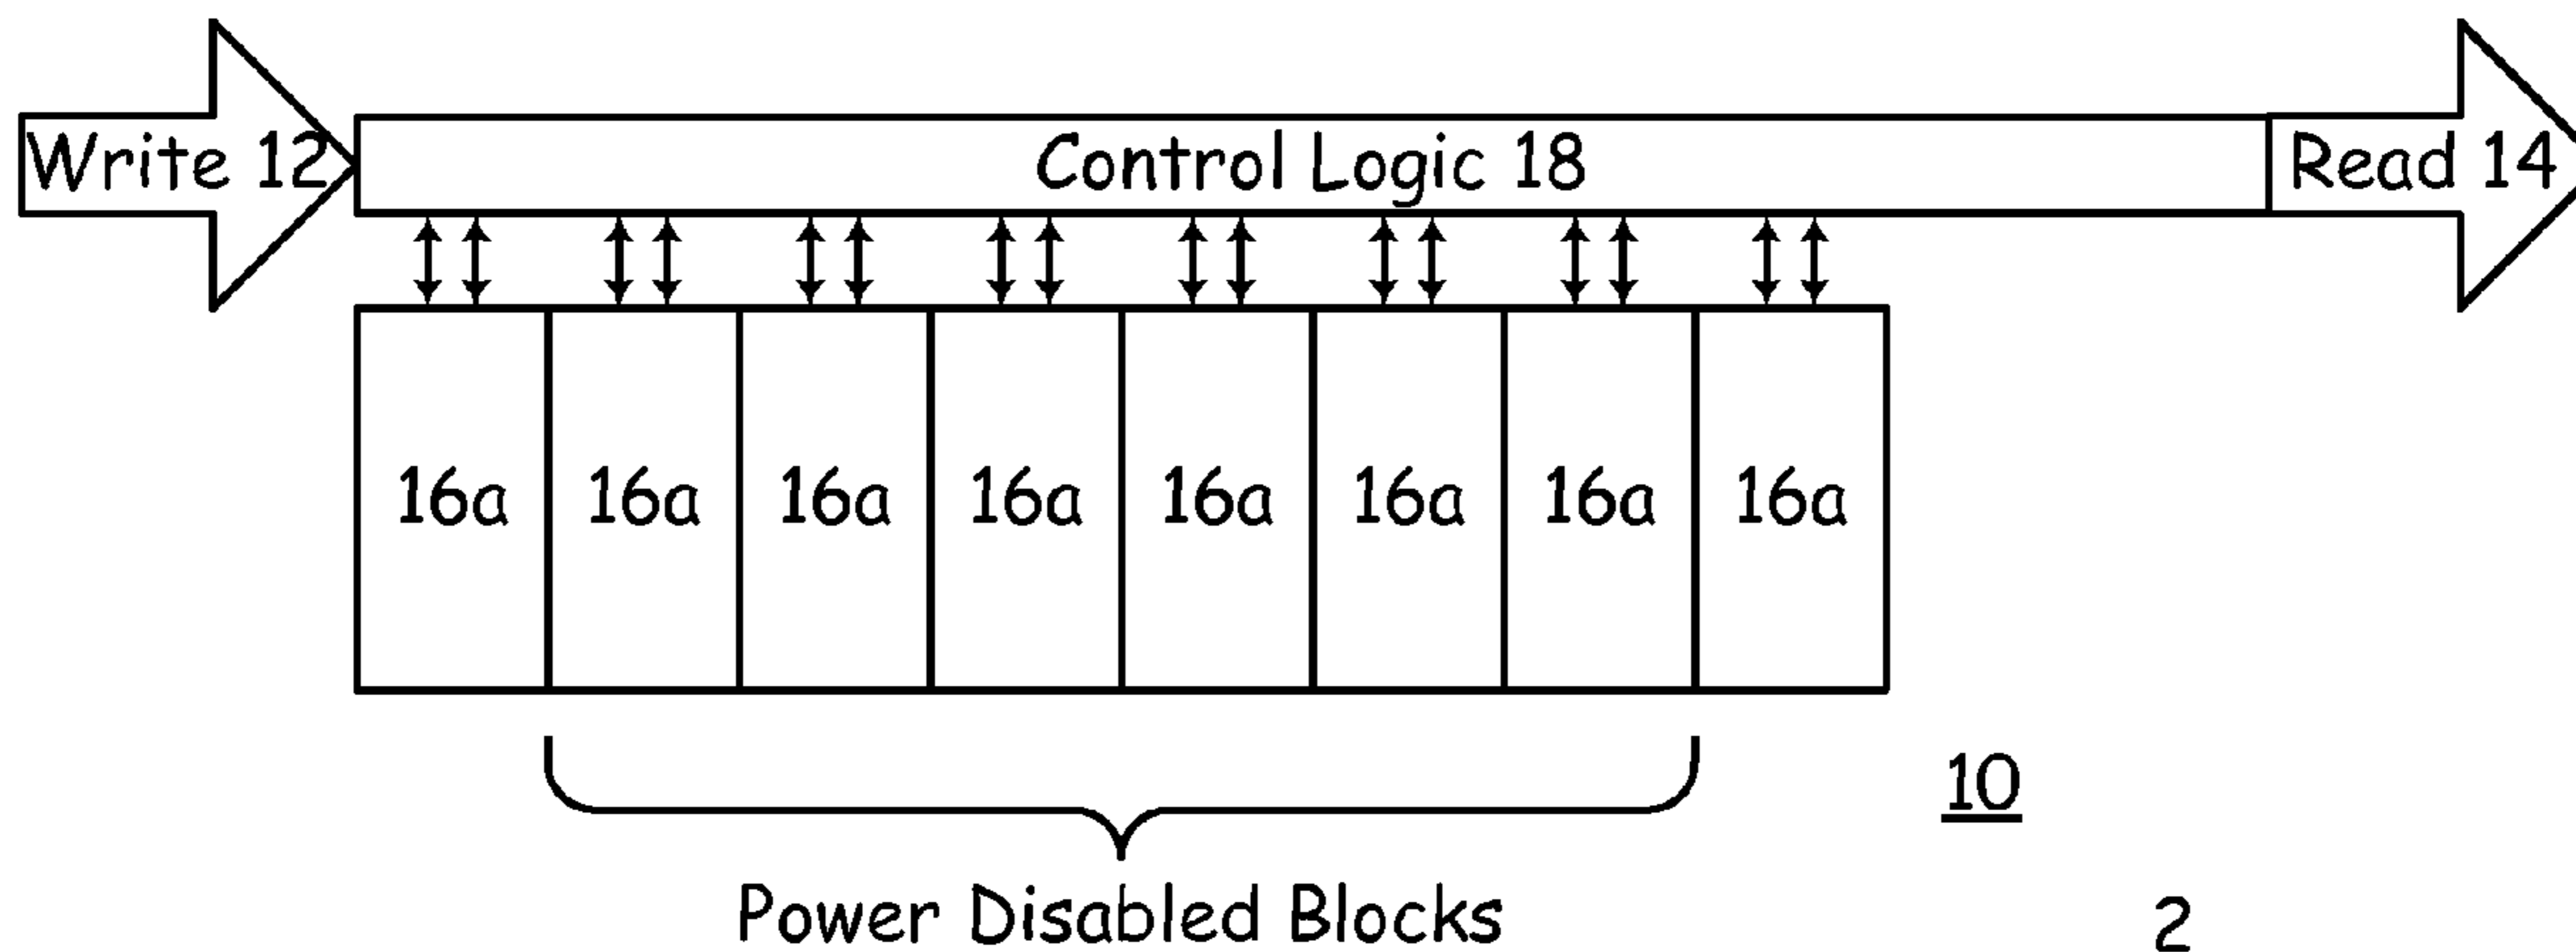 Write 12 Control Logic 18 Read 14
16a 16a 16a 16a 16a 16a 16a 16a
10
Power Disabled Blocks
2